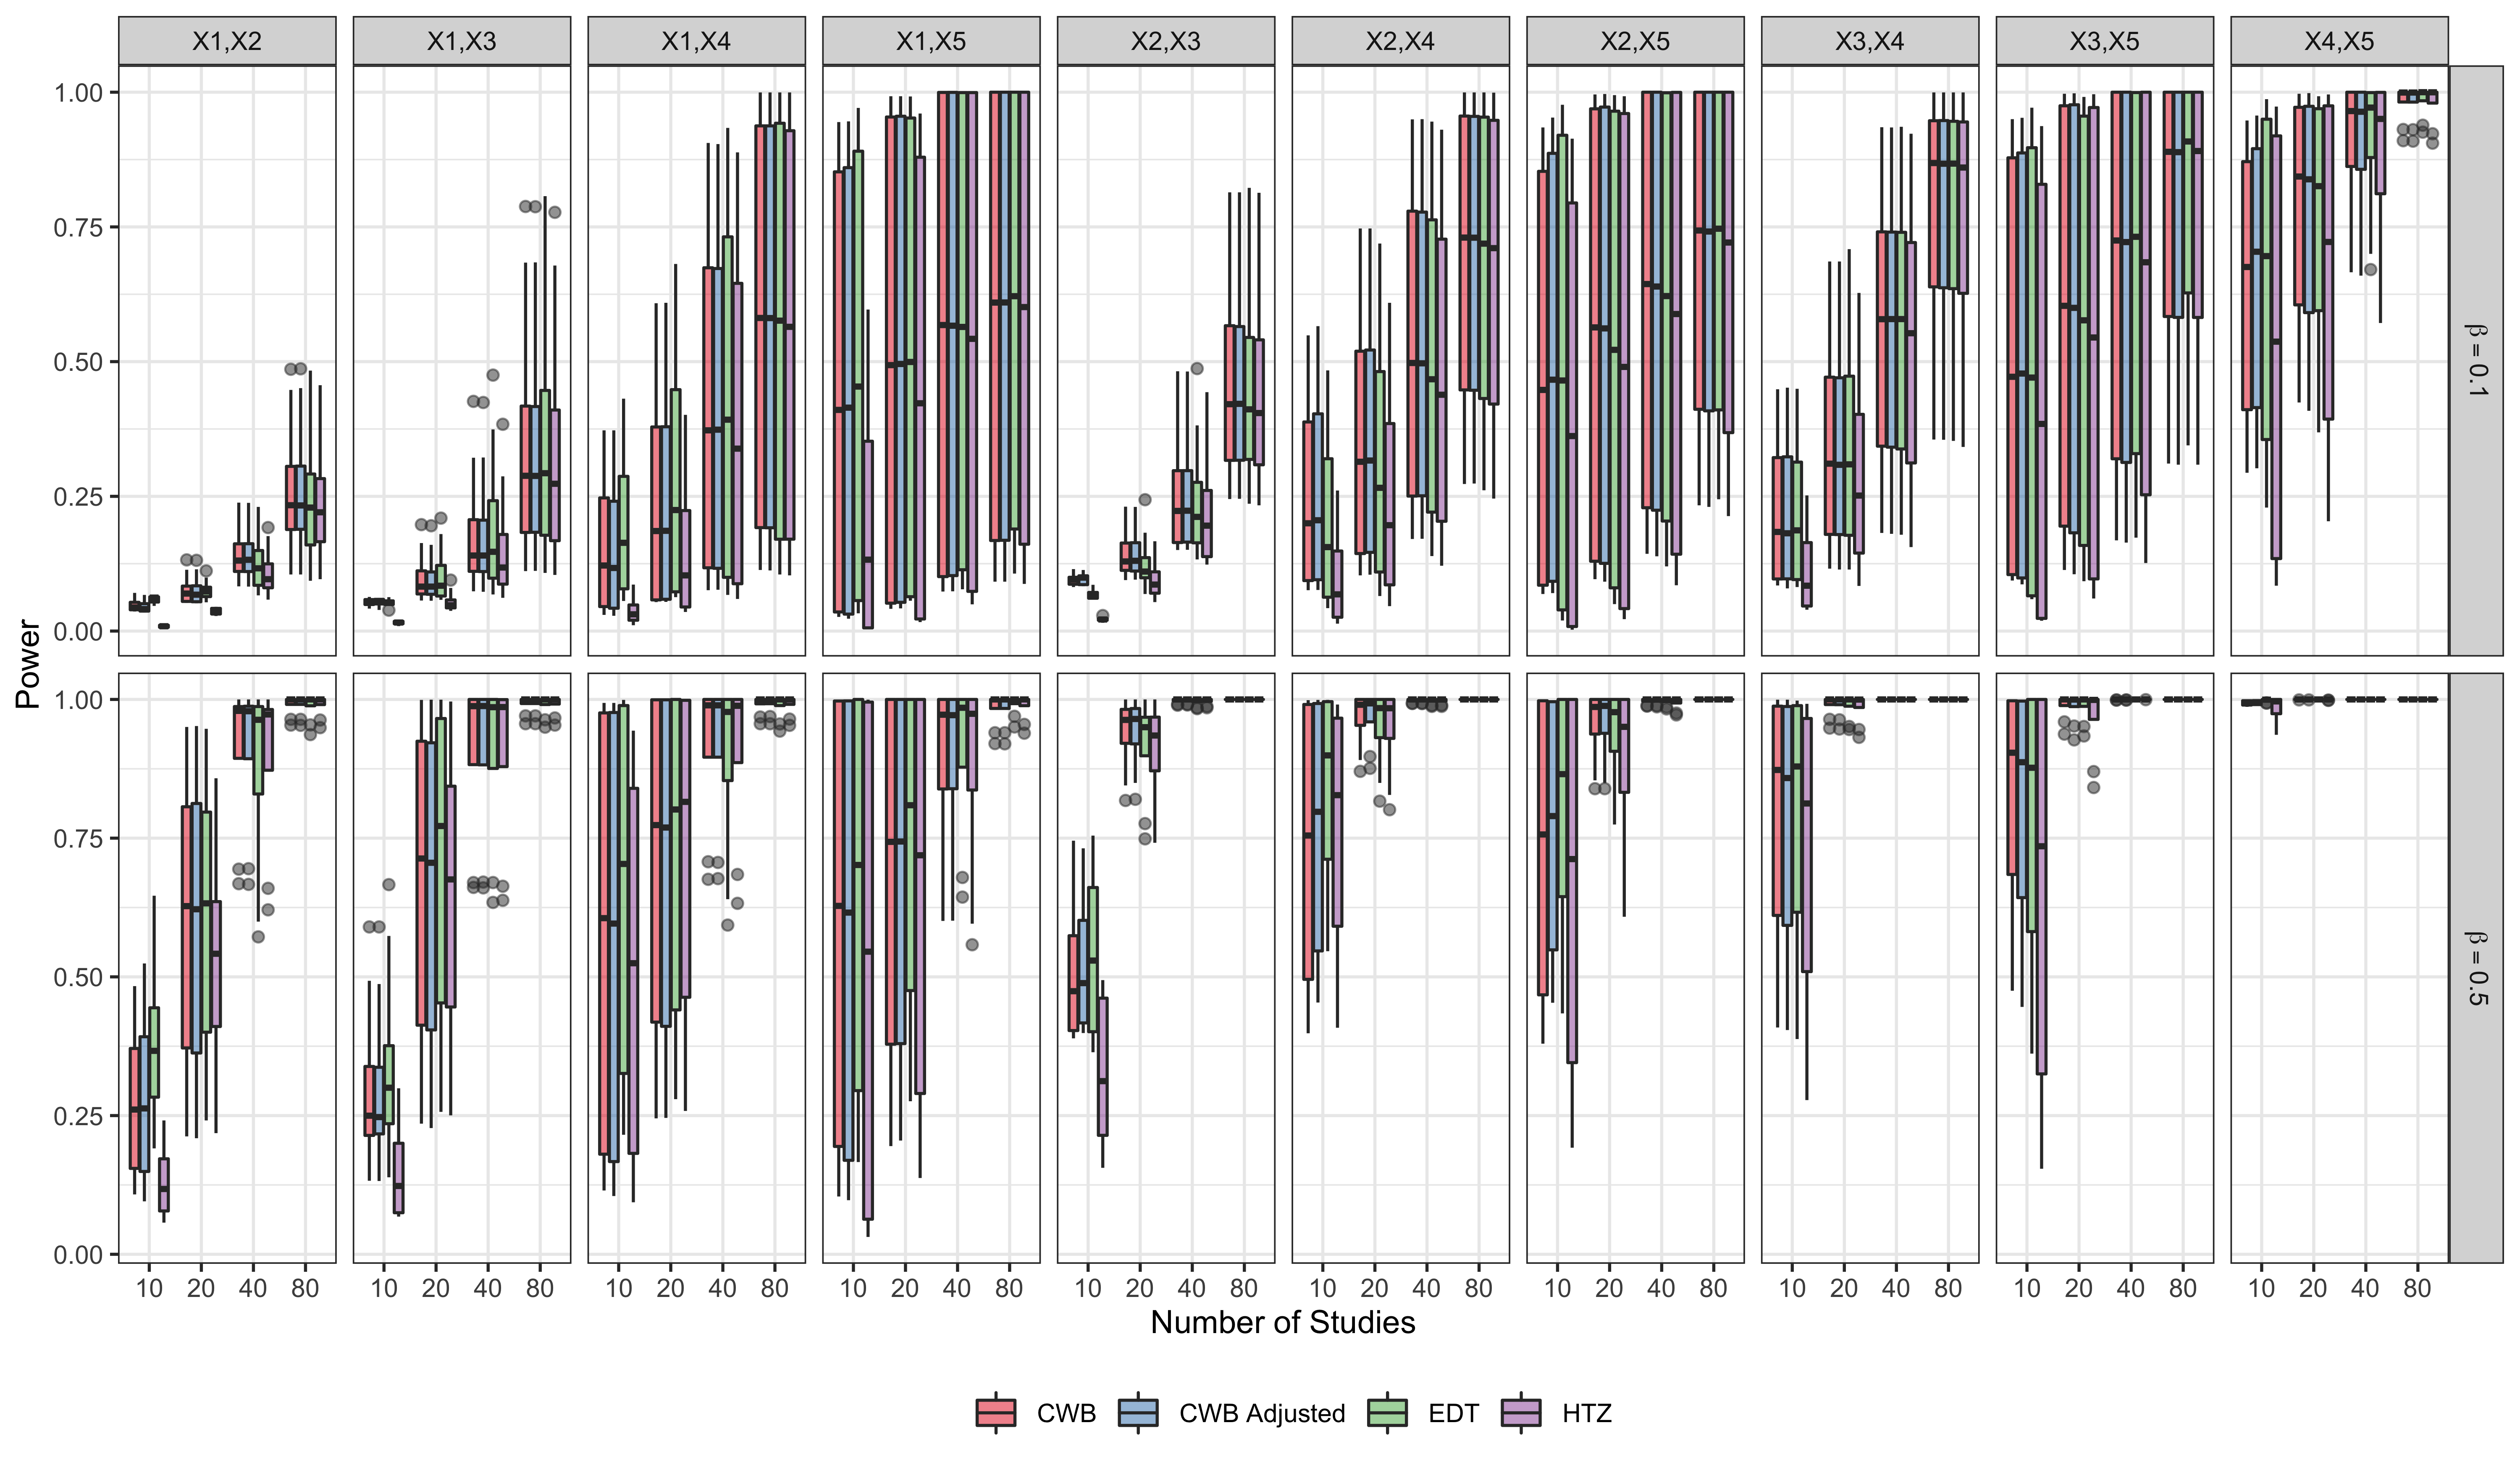 X1,X2 X1,X3 X1,X4 X1,X5 X2,X3 X2,X4 X2,X5 X3,X4 X3,X5 X4,X5
1.00
0.75
0.50
0.25
0.00
β = 0.1
Power
1.00
0.75
0.50
0.25
0.00
β = 0.5
10 20 40 80 10 20 40 80 10 20 40 80 10 20 40 80 10 20 40 80 10 20 40 80 10 20 40 80 10 20 40 80 10 20 40 80 10 20 40 80
Number of Studies
CWB CWB Adjusted EDT HTZ